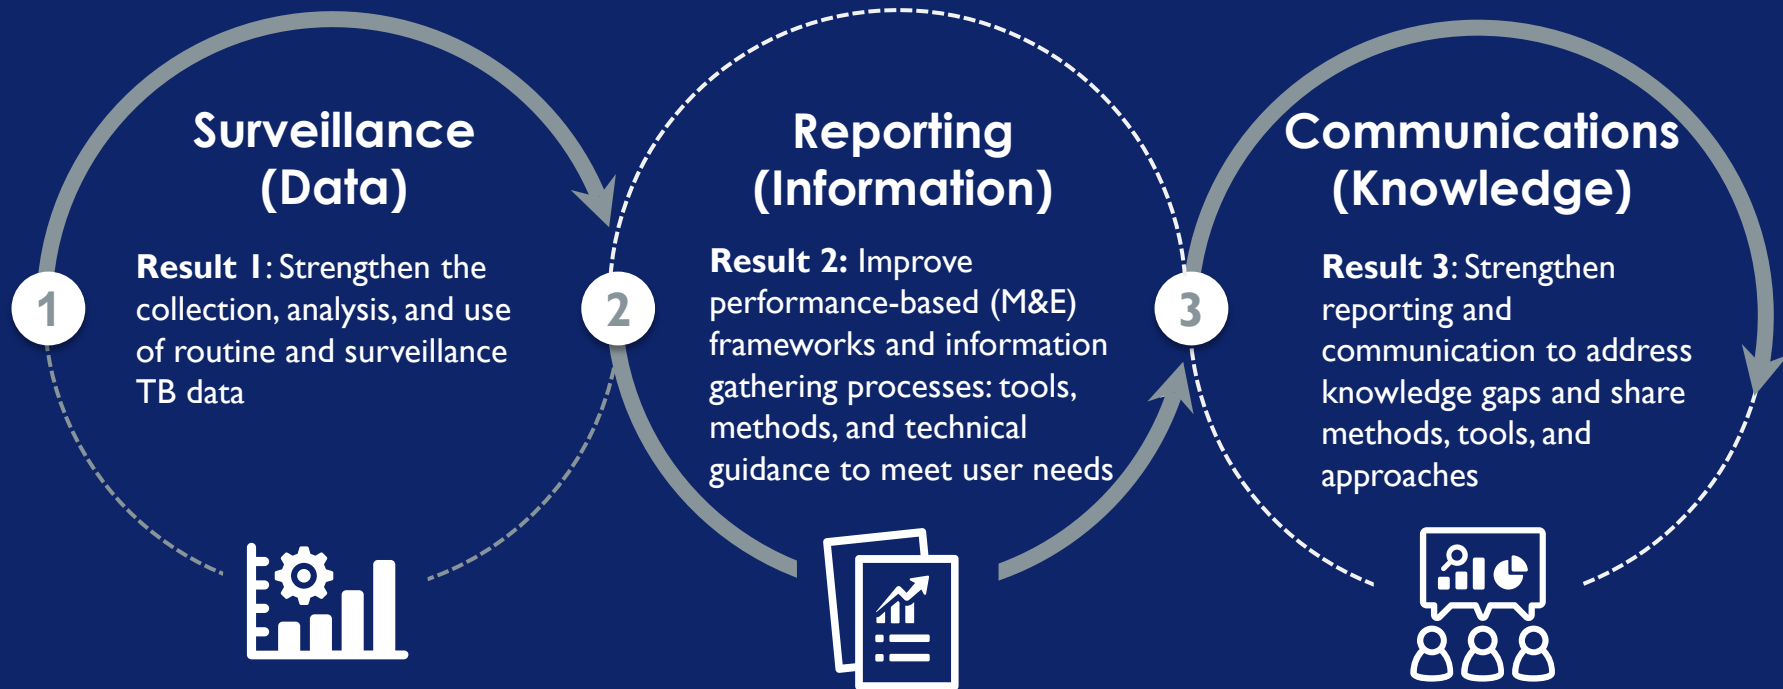 Surveillance
(Data)
1
Result 1: Strengthen the
collection, analysis, and use
of routine and surveillance
TB data
Reporting
(Information)
2
Result 2: Improve
performance-based (M&E)
frameworks and information
gathering processes: tools,
methods, and technical
guidance to meet user needs
Communications
(Knowledge)
3
Result 3: Strengthen
reporting and
communication to address
knowledge gaps and share
methods, tools, and
approaches